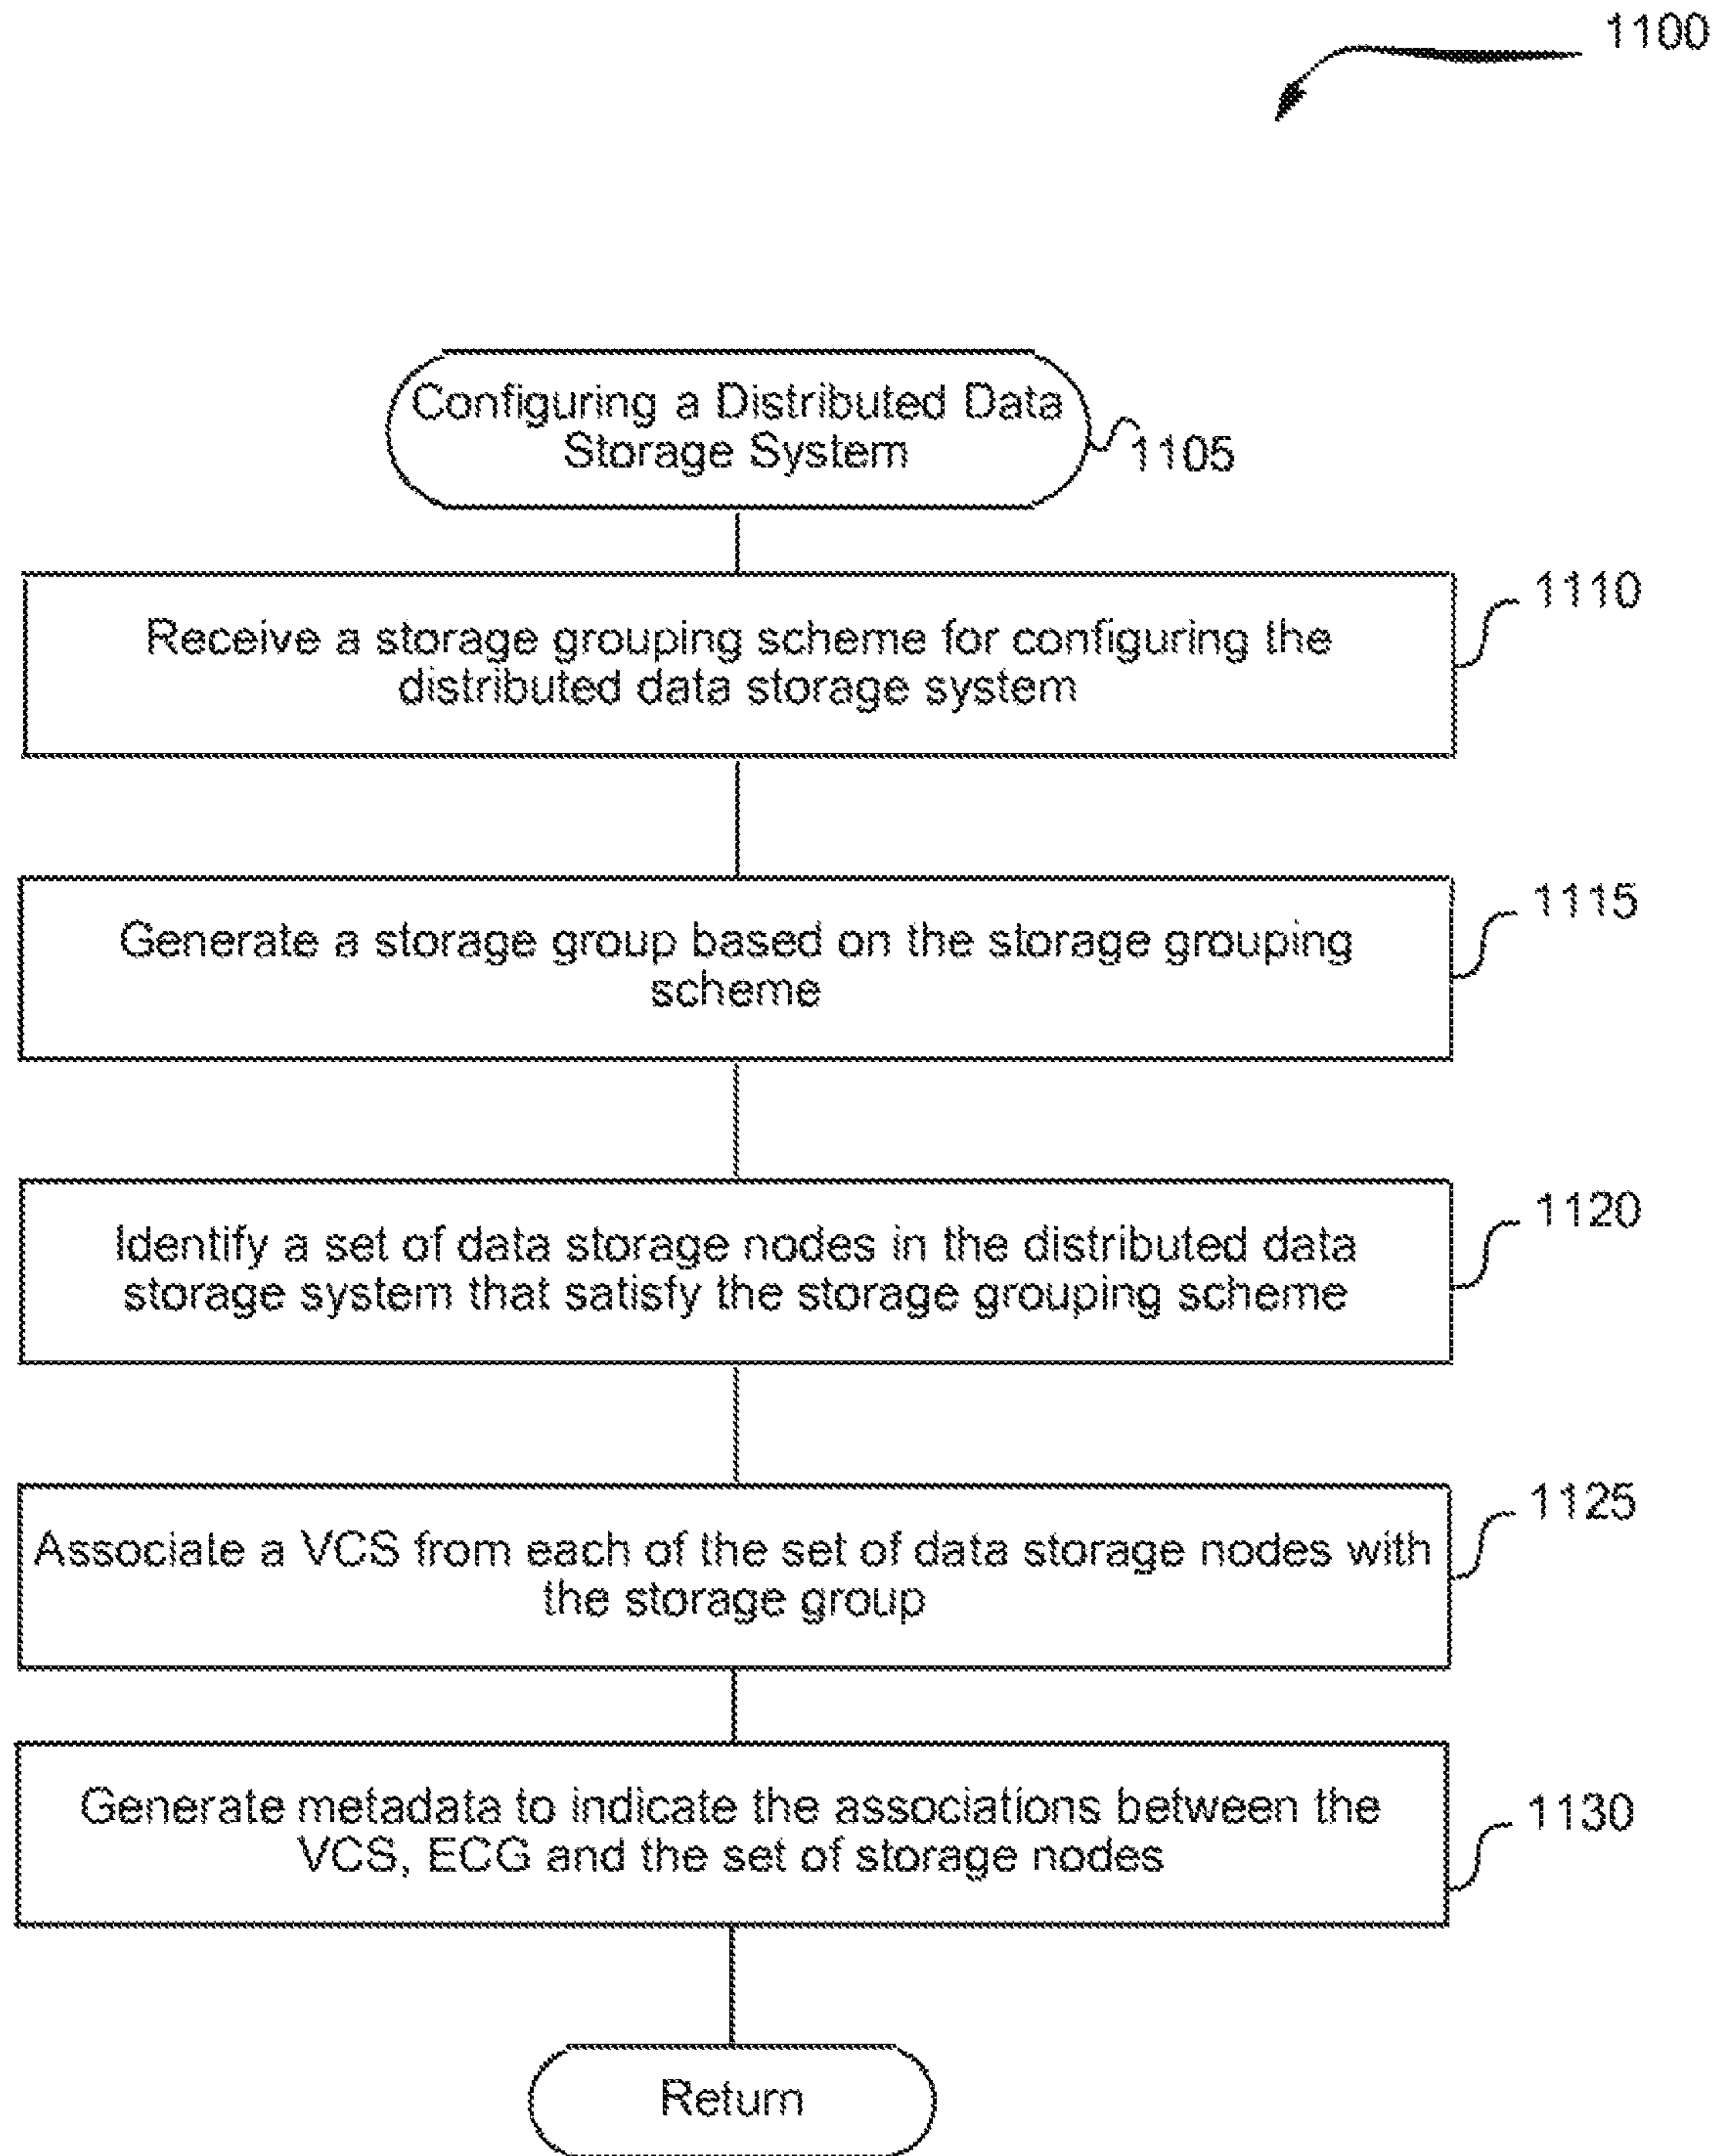 1100
Configuring a Distributed Data
Storage System
1105
Receive a storage grouping scheme for configuring the
distributed data storage system
1110
Generate a storage group based on the storage grouping
scheme
1115
Identify a set of data storage nodes in the distributed data
storage system that satisfy the storage grouping scheme
1120
Associate a VCS from each of the set of data storage nodes with
the storage group
1125
Generate metadata to indicate the associations between the
VCS, ECG and the set of storage nodes
1130
Return